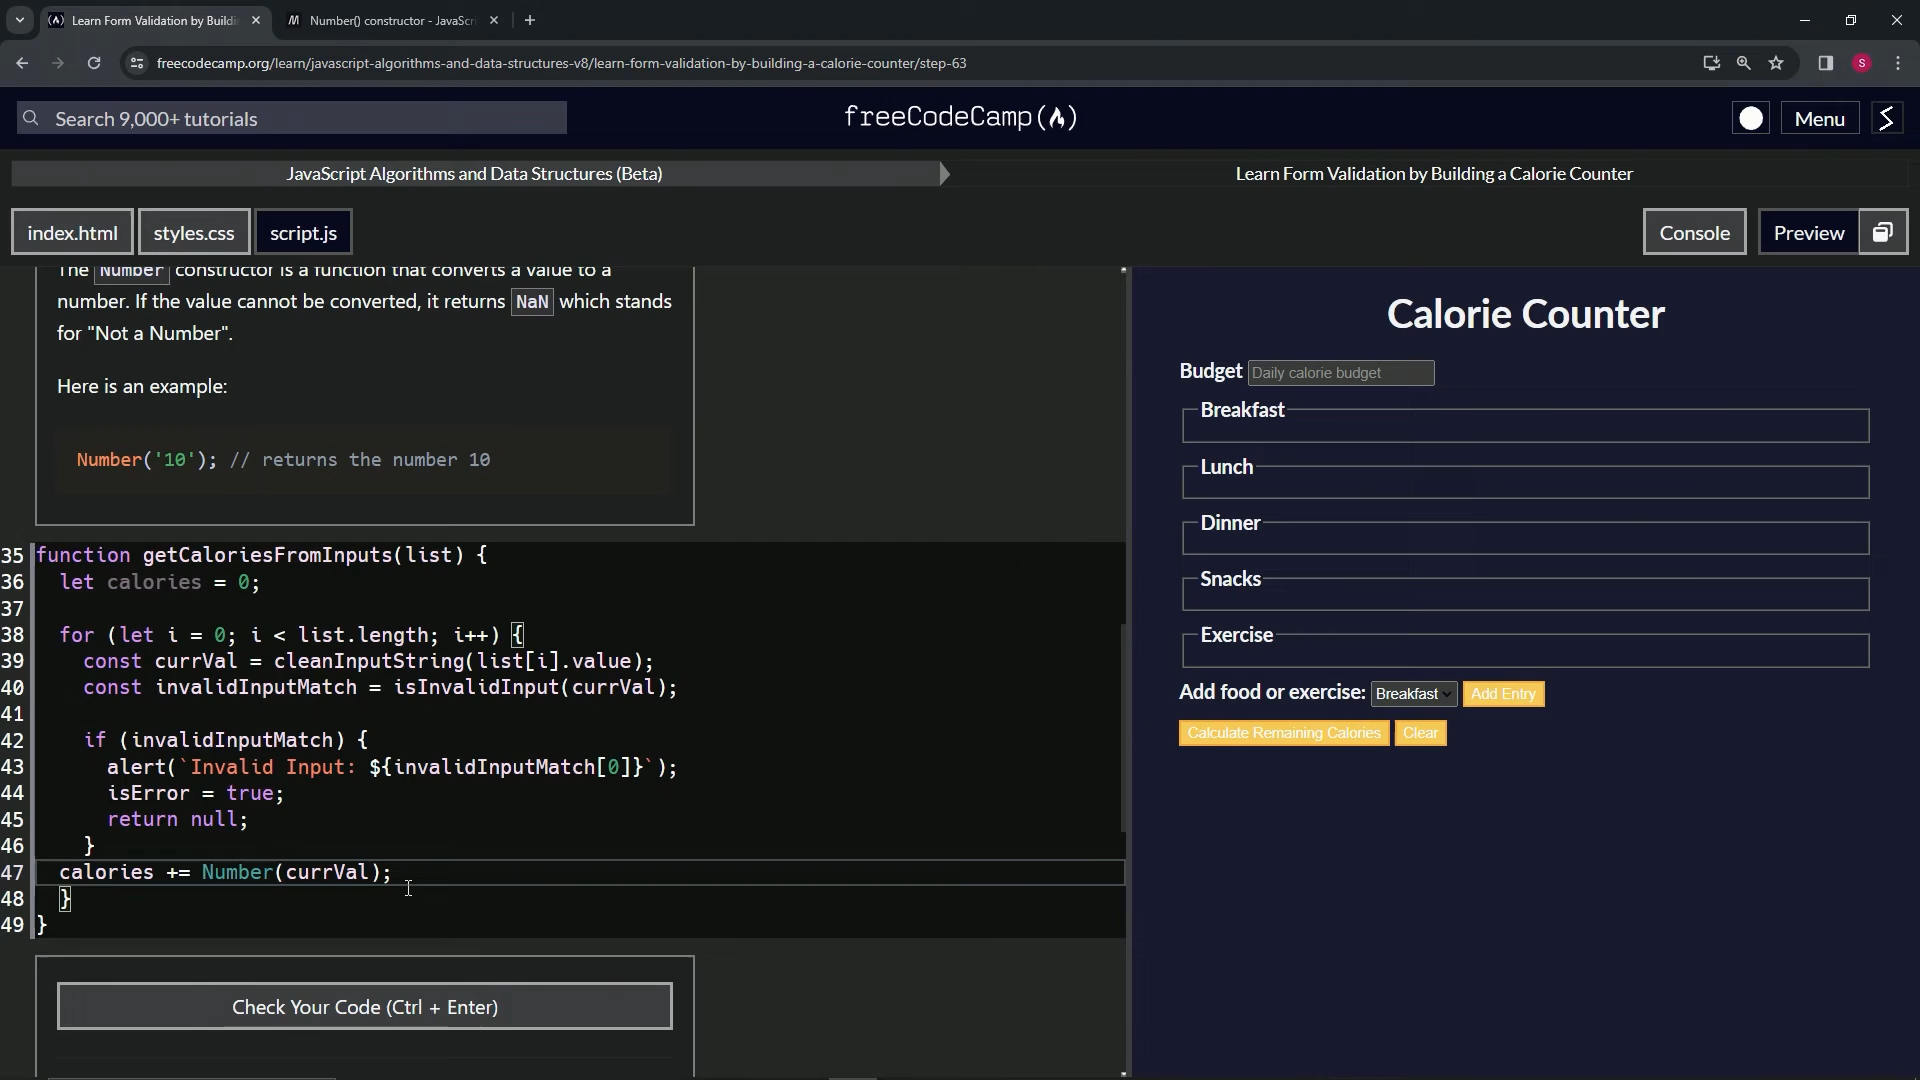 Learn Form Validation by Buildi
Number() constructor - JavaScr
freecodecamp.org/learn/javascript-algorithms-and-data-structures-v8/learn-form-validation-by-building-a-calorie-counter/step-63
S
Search 9,000+ tutorials
freeCodeCamp(
Menu
JavaScript Algorithms and Data Structures (Beta)
Learn Form Validation by Building a Calorie Counter
index.html
styles.css
script.js
Console
Preview
The Number constructor is a function that converts a value to a
number. If the value cannot be converted, it returns NaN which stands
for "Not a Number".
Here is an example:
Number('10'); // returns the number 10
35 function getCaloriesFromInputs(list) {
36 let calories = 0;
37
38 for (let i = 0; i < list.length; i++) {
39 const currVal = cleanInputString(list[i].value);
40 const invalidInputMatch = isInvalidInput(currVal);
41
42 if (invalidInputMatch) {
43 alert(`Invalid Input: ${invalidInputMatch[0]}`);
44 isError = true;
45 return null;
46 }
47 calories += Number(currVal);
48 }
49 }
Check Your Code (Ctrl + Enter)
Calorie Counter
Budget Daily calorie budget
Breakfast
Lunch
Dinner
Snacks
Exercise
Add food or exercise: Breakfast Add Entry
Calculate Remaining Calories Clear